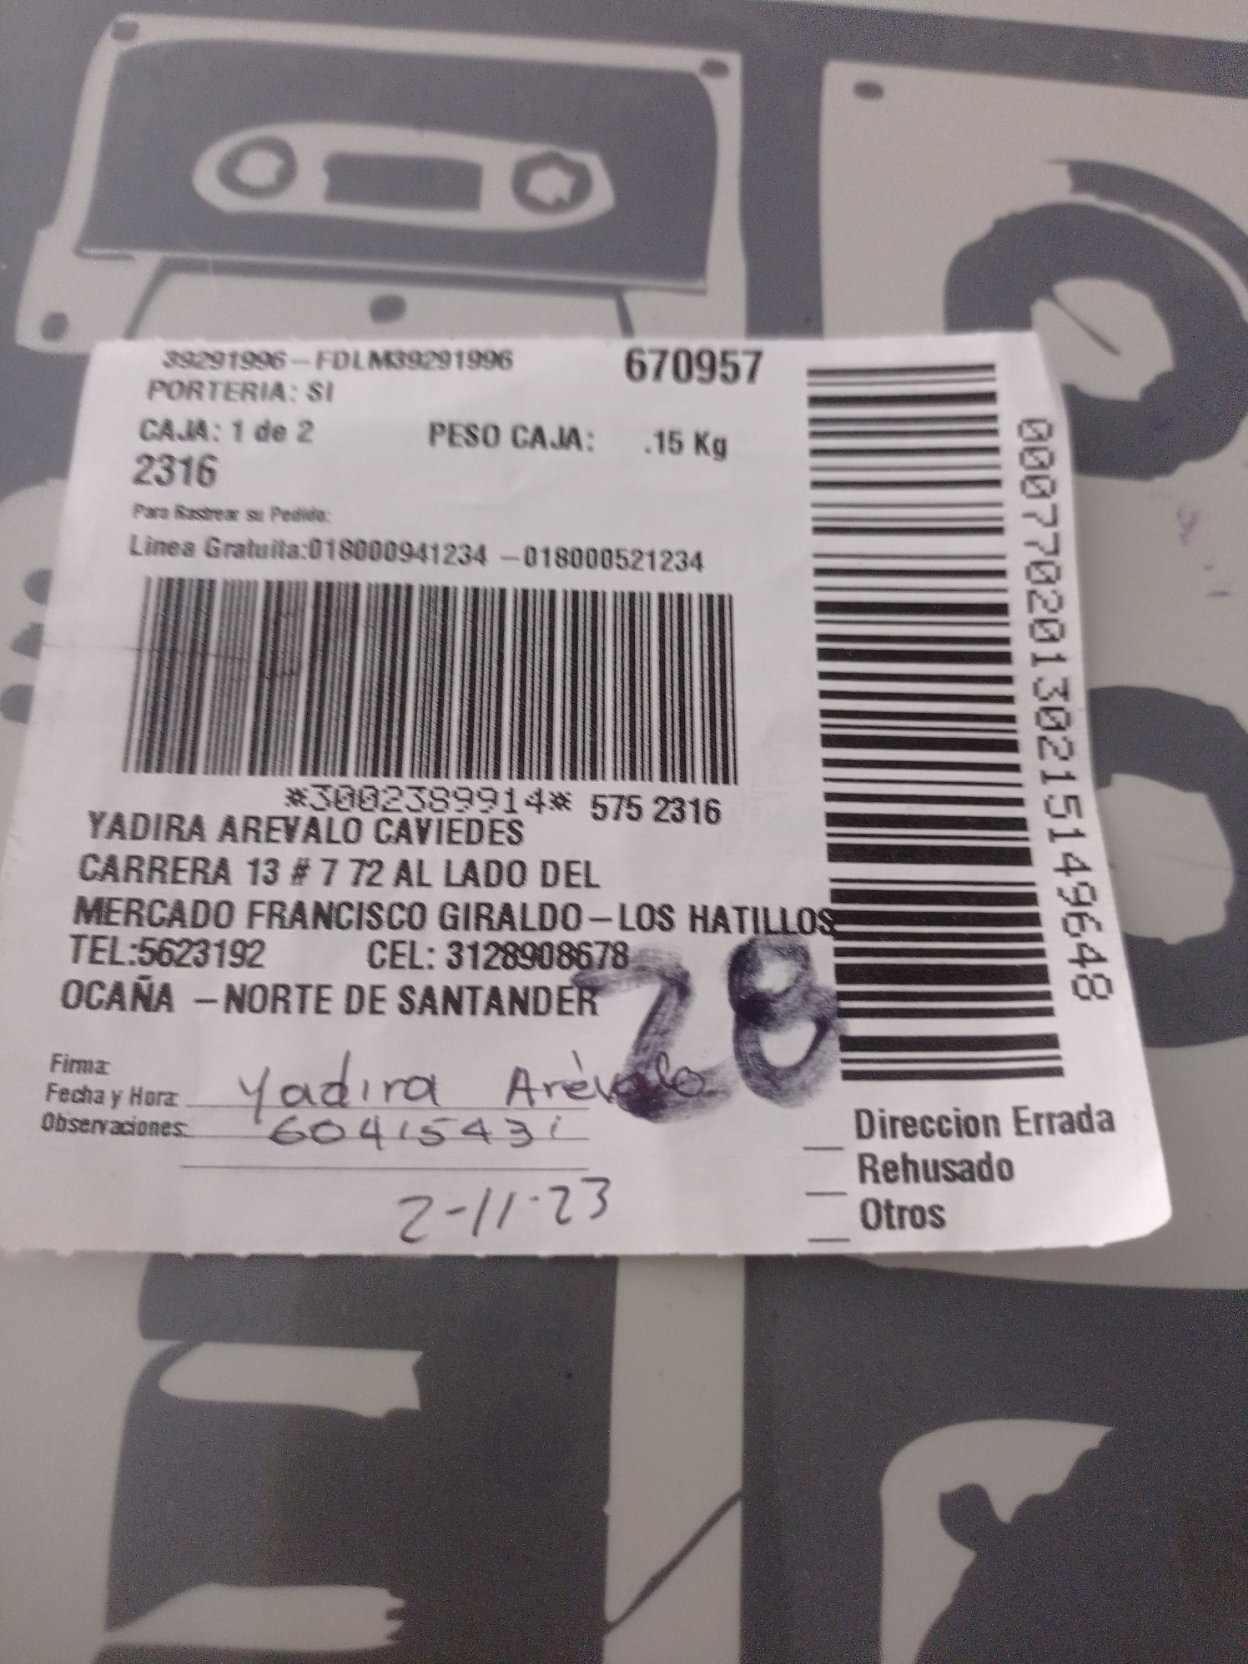 39291996-FDLM39291996 670957
PORTERIA: SI
CAJA: 1 de 2 PESO CAJA: .15 Kg
2316
Para Rastrear su Pedido:
Linea Gratuita:018000941234 -018000521234
*3002389914* 575 2316
YADIRA AREVALO CAVIEDES
CARRERA 13 # 7 72 AL LADO DEL
MERCADO FRANCISCO GIRALDO-LOS HATILLOS
TEL:5623192 CEL: 3128908678
OCAÑA -NORTE DE SANTANDER
28
Firma:
Fecha y Hora: Yadira Arévalo
Observaciones: 60415431
2-11-23
Direccion Errada
Rehusado
Otros
00077020130215149648